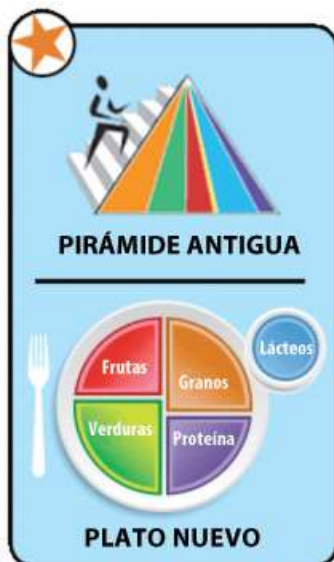 PIRÁMIDE ANTIGUA
Frutas
Granos
Lácteos
Verduras
Proteína
PLATO NUEVO